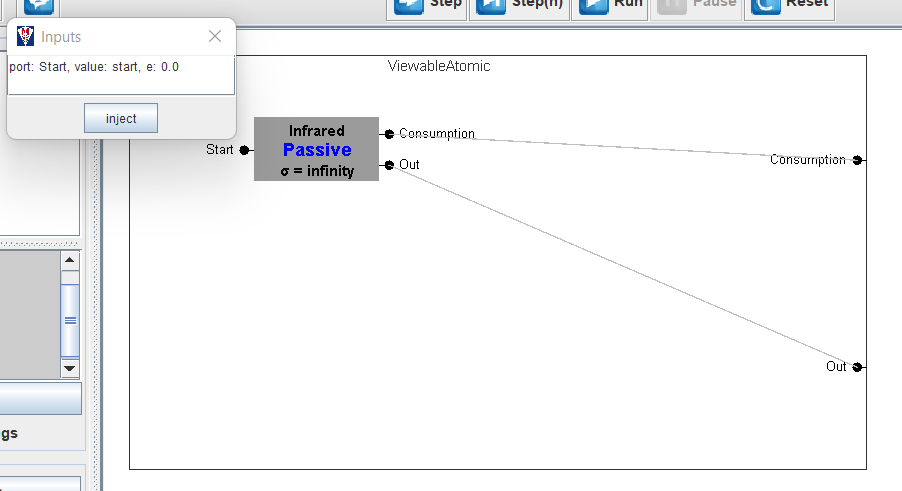 Step
Step(n)
Run
Pause
Reset
Inputs
port: Start, value: start, e: 0.0
inject
ViewableAtomic
Infrared
Passive
σ = infinity
Start
Consumption
Out
Consumption
Out
gs